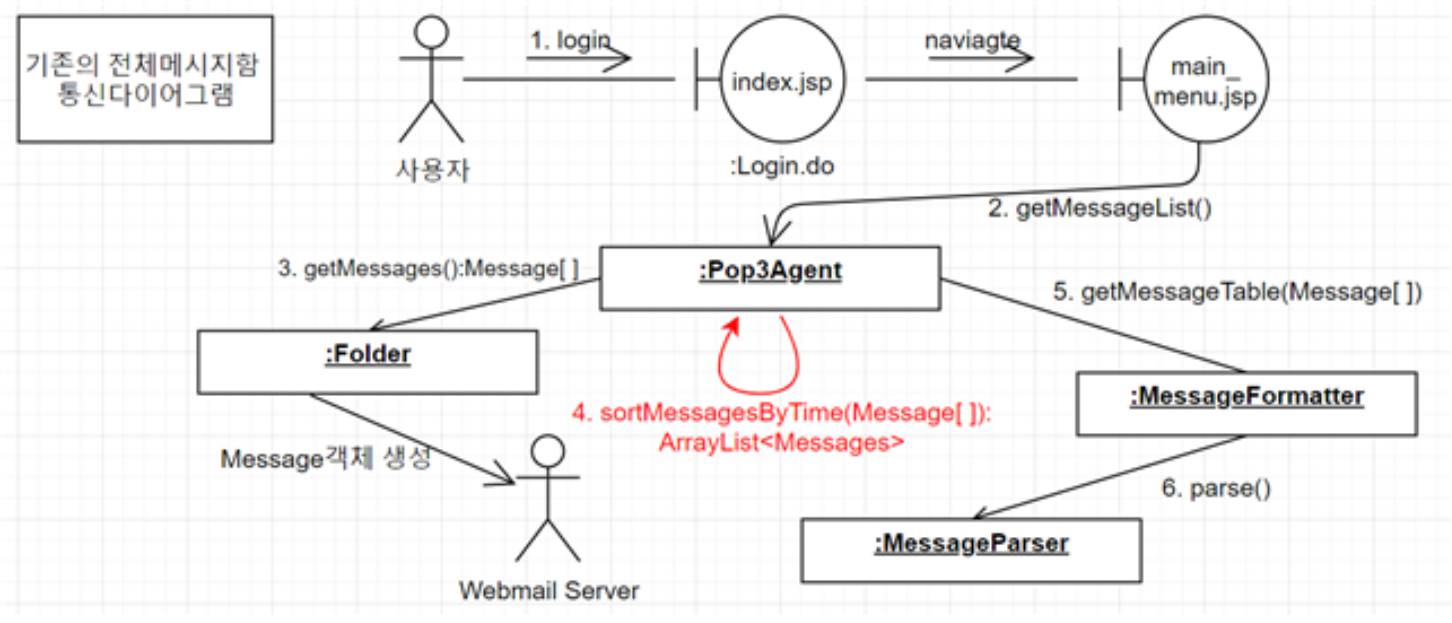 기존의 전체메시지함
통신다이어그램
1. login
naviagte
index.jsp
main_
menu.jsp
사용자
:Login.do
2. getMessageList()
3. getMessages():Message[ ]
:Pop3Agent
5. getMessageTable(Message[ ])
:Folder
4. sortMessagesByTime(Message[ ]):
ArrayList<Messages>
:MessageFormatter
Message객체 생성
6. parse()
:MessageParser
Webmail Server